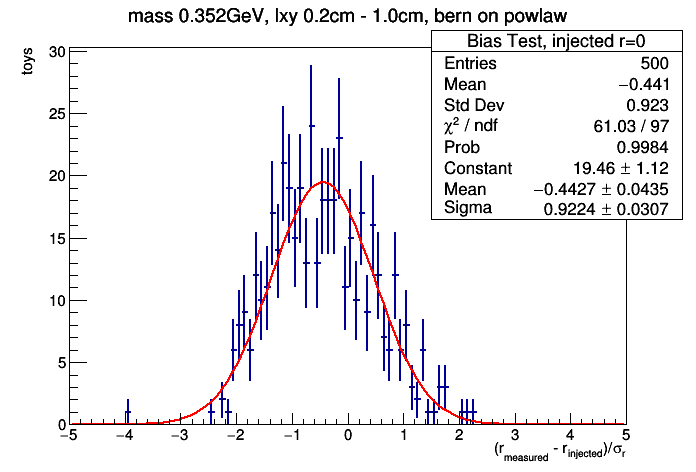 mass 0.352GeV, lxy 0.2cm - 1.0cm, bern on powlaw
Bias Test, injected r=0
Entries 500
Mean −0.441
Std Dev 0.923
χ² / ndf 61.03 / 97
Prob 0.9984
Constant 19.46 ± 1.12
Mean −0.4427 ± 0.0435
Sigma 0.9224 ± 0.0307
toys
30
25
20
15
10
5
0
−5 −4 −3 −2 −1 0 1 2 3 4 5
(r_measured - r_injected)/σ_r